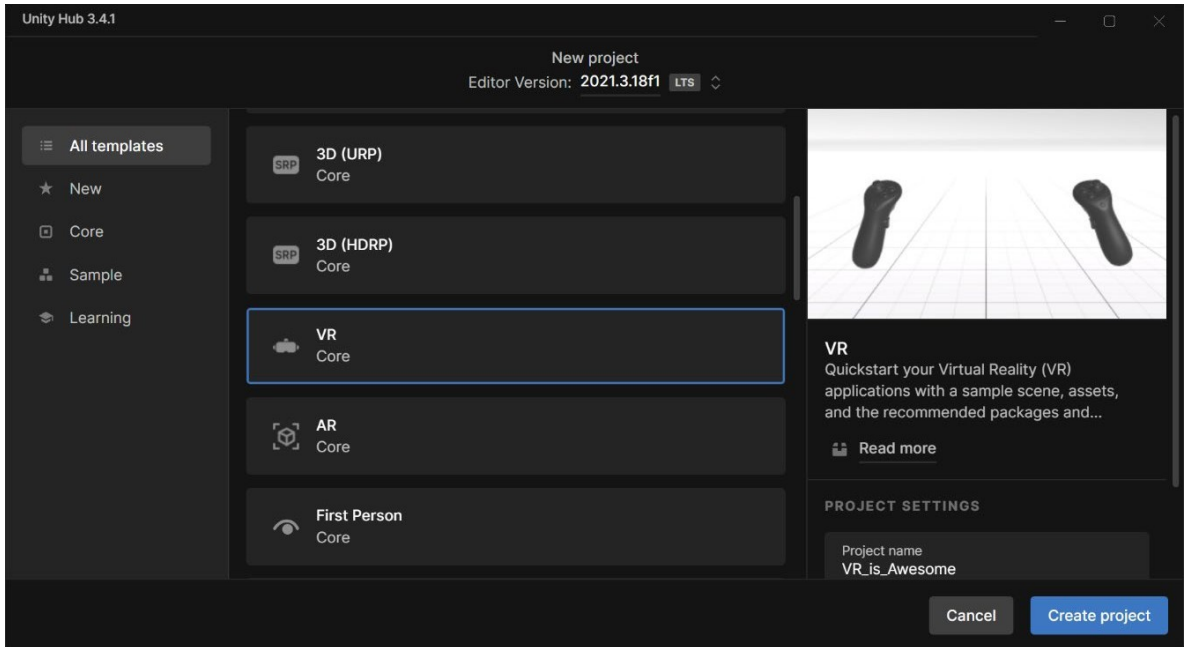 Unity Hub 3.4.1
New project
Editor Version: 2021.3.18f1 LTS
All templates
New
Core
Sample
Learning
SRP
3D (URP)
Core
SRP
3D (HDRP)
Core
VR
Core
AR
Core
First Person
Core
VR
Quickstart your Virtual Reality (VR)
applications with a sample scene, assets,
and the recommended packages and...
Read more
PROJECT SETTINGS
Project name
VR_is_Awesome
Cancel
Create project